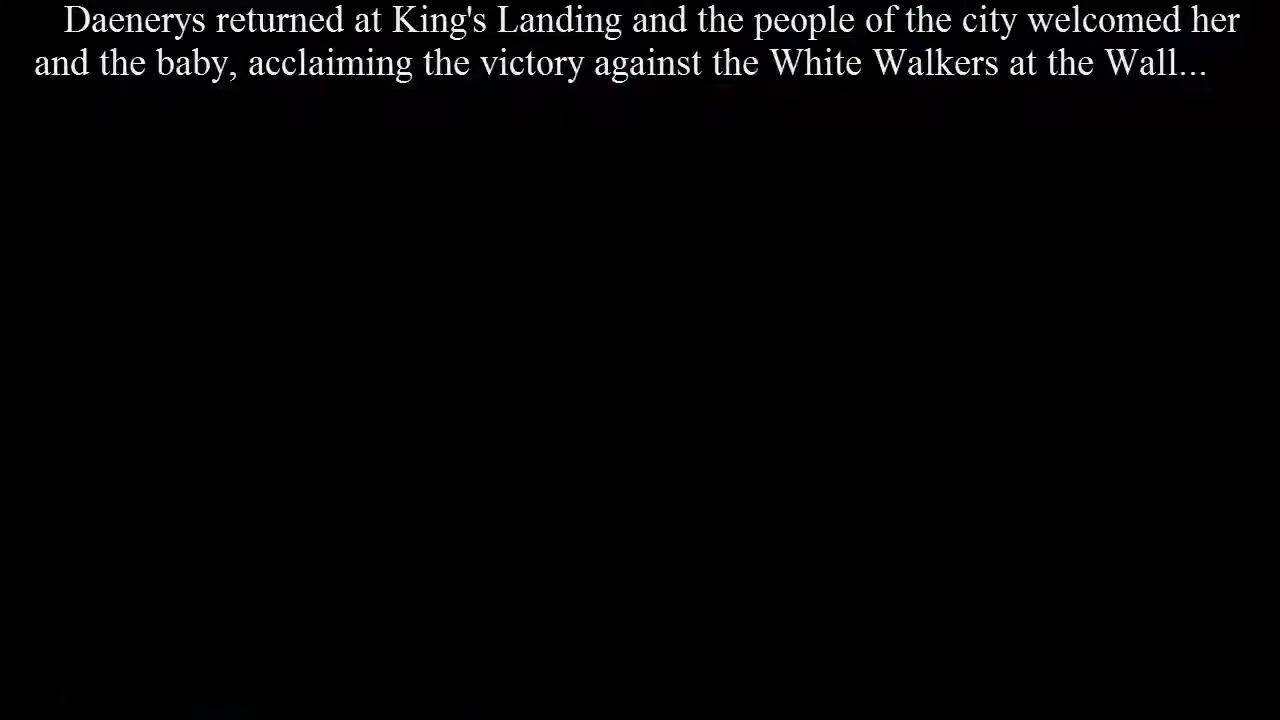 Daenerys returned at King's Landing and the people of the city welcomed her
and the baby, acclaiming the victory against the White Walkers at the Wall...